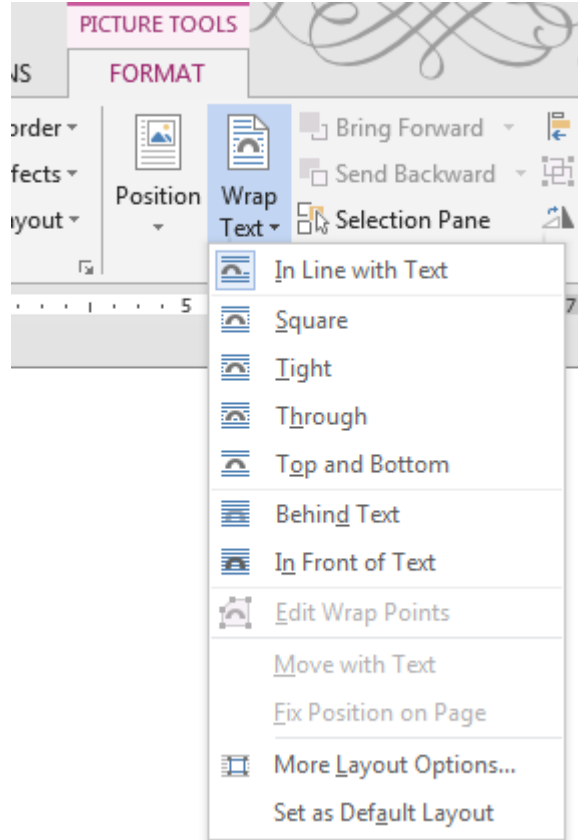 PICTURE TOOLS
NS
FORMAT
order
fects
yout
Position
Wrap
Text
Bring Forward
Send Backward
Selection Pane
5
7
In Line with Text
Square
Tight
Through
Top and Bottom
Behind Text
In Front of Text
Edit Wrap Points
Move with Text
Fix Position on Page
More Layout Options...
Set as Default Layout